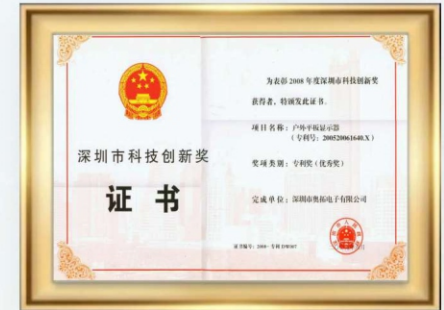 深圳市科技创新奖
证书
为表彰2008年度深圳市科技创新奖
获得者，特颁发此证书。
项目名称：户外平板显示器
（专利号：200520061640.X）
奖项类别：专利奖（优秀奖）
完成单位：深圳市奥拓电子有限公司